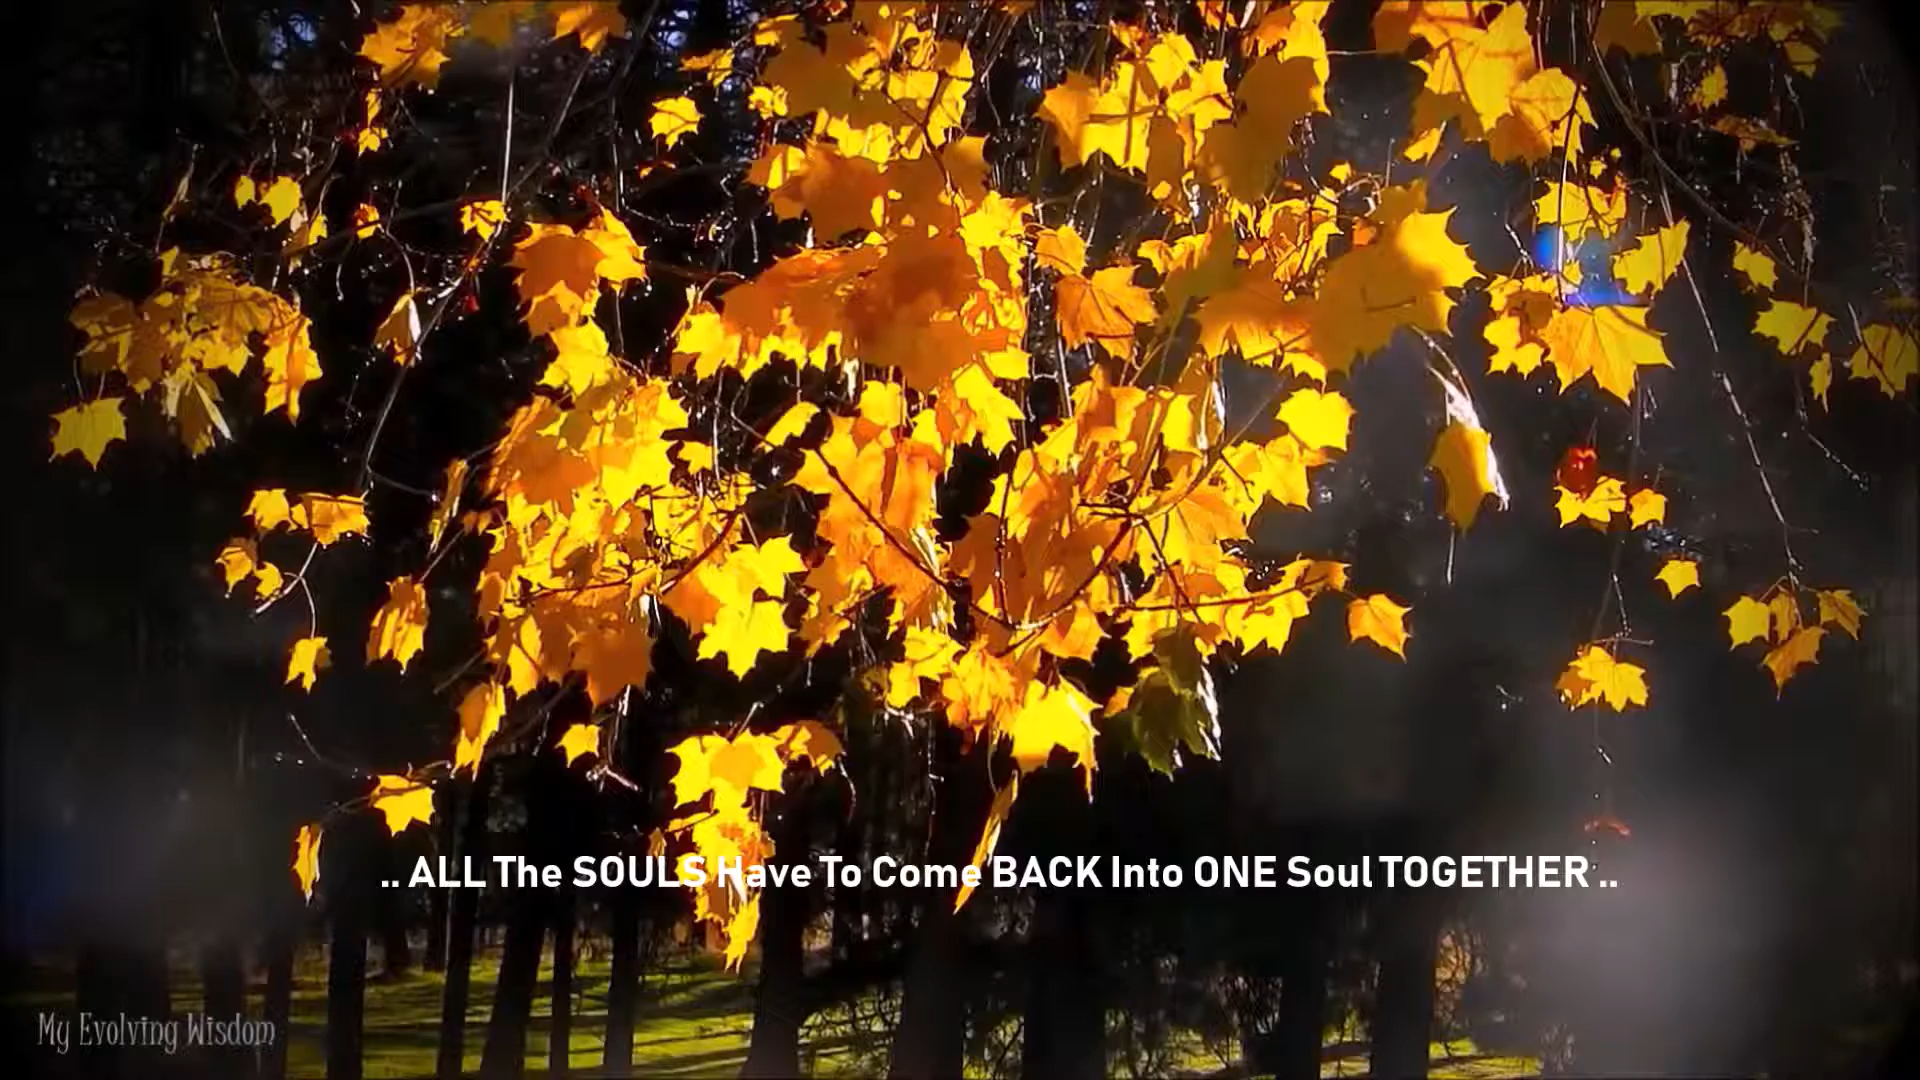 .. ALL The SOULS Have To Come BACK Into ONE Soul TOGETHER ..
My Evolving Wisdom